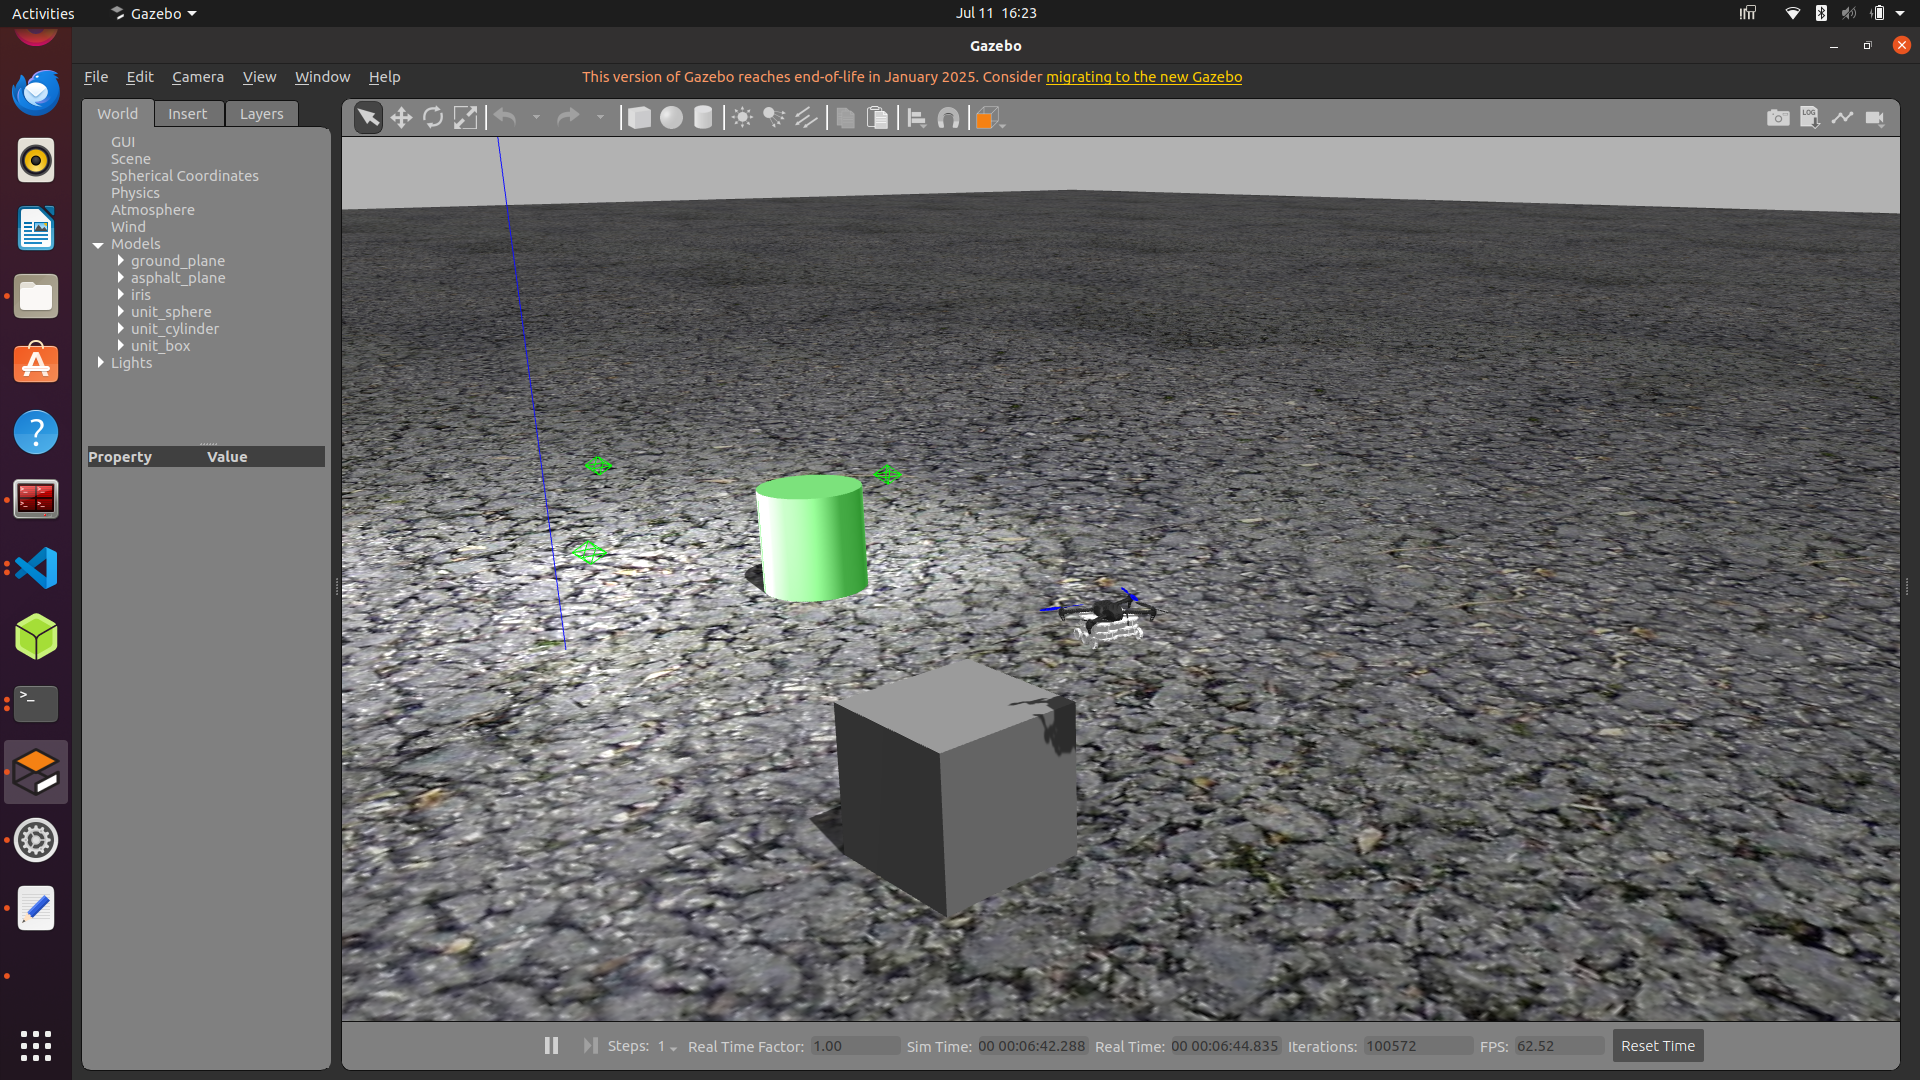 Activities Gazebo Jul 11 16:23
Gazebo
File Edit Camera View Window Help This version of Gazebo reaches end-of-life in January 2025. Consider migrating to the new Gazebo
World Insert Layers
LOG
GUI
Scene
Spherical Coordinates
Physics
Atmosphere
Wind
Models
ground_plane
asphalt_plane
iris
unit_sphere
unit_cylinder
unit_box
Lights
Property Value
Steps: 1 Real Time Factor: 1.00 Sim Time: 00 00:06:42.288 Real Time: 00 00:06:44.835 Iterations: 100572 FPS: 62.52 Reset Time